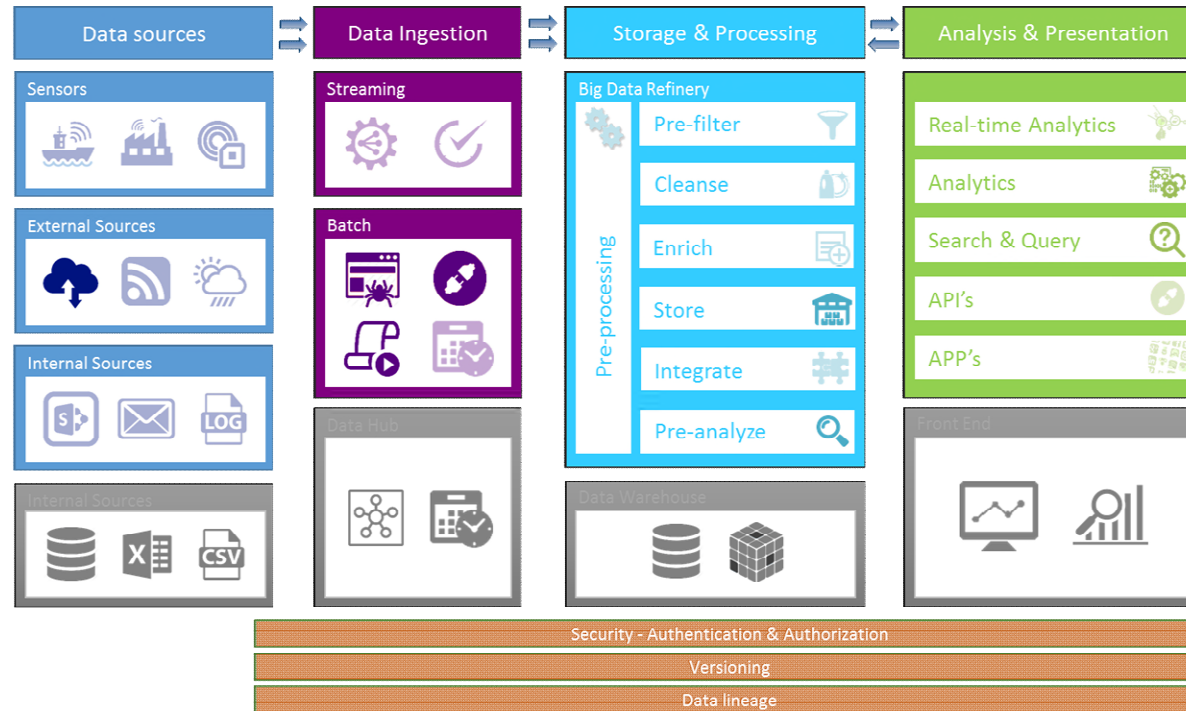 Data sources
Data Ingestion
Storage & Processing
Analysis & Presentation
Sensors
External Sources
Internal Sources
S
LOG
Internal Sources
X
CSV
Streaming
Batch
Data Hub
Big Data Refinery
Pre-processing
Pre-filter
Cleanse
Enrich
Store
Integrate
Pre-analyze
Data Warehouse
Real-time Analytics
Analytics
Search & Query
API's
APP's
Front End
Security - Authentication & Authorization
Versioning
Data lineage